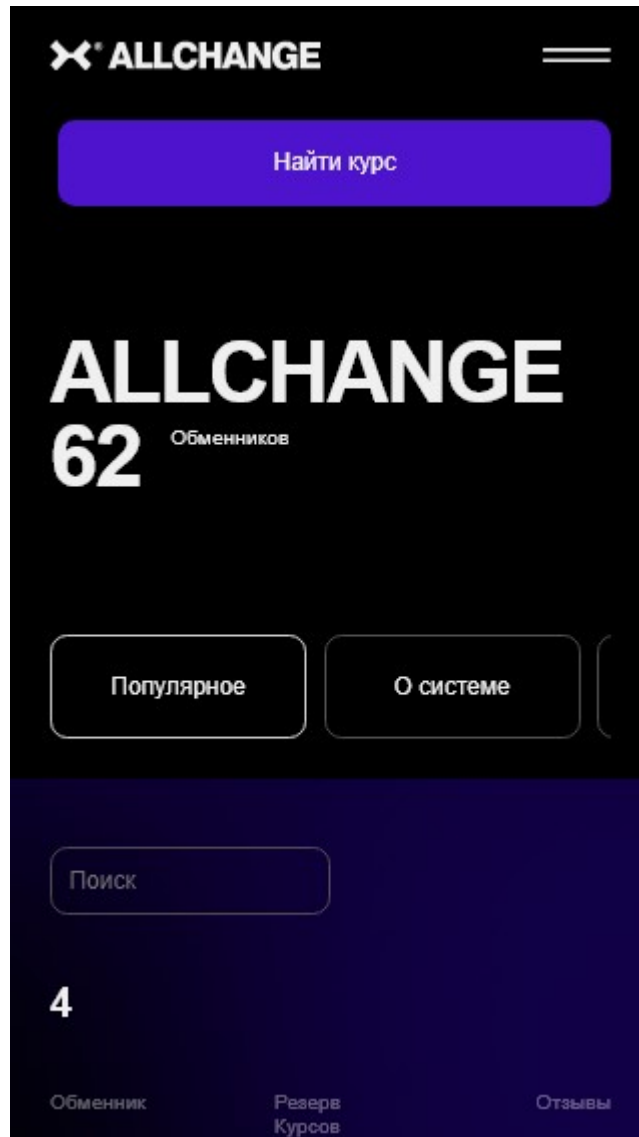 ALLCHANGE
Найти курс
ALLCHANGE
62 Обменников
Популярное
О системе
Поиск
4
Обменник
Резерв
Курсов
Отзывы